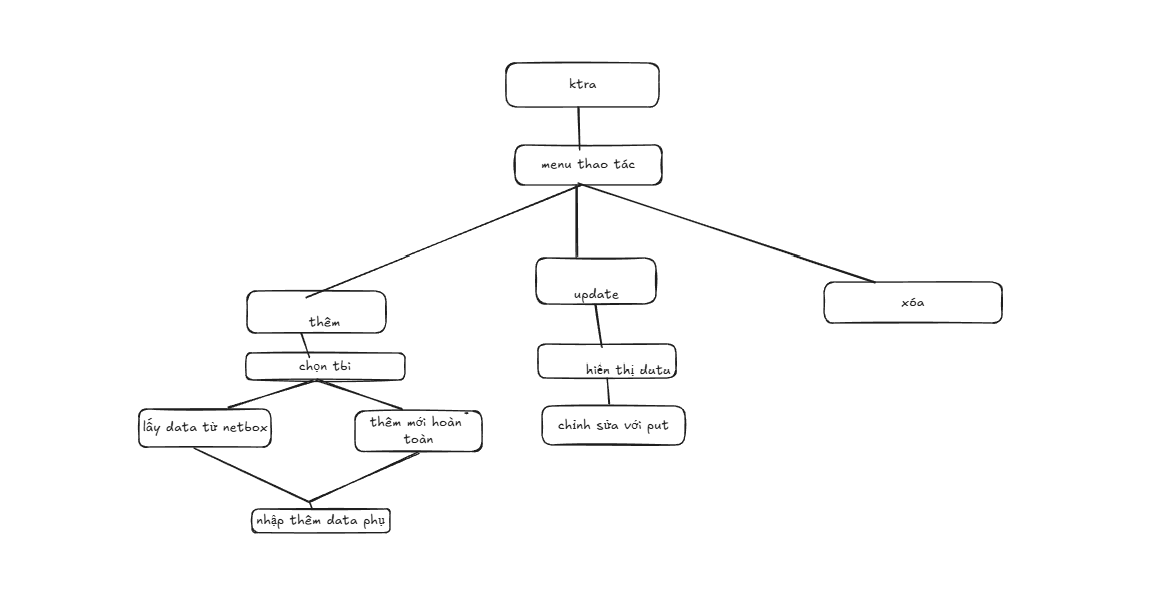 ktra
menu thao tác
thêm
chọn tbi
lấy data từ netbox
thêm mới hoàn
toàn
nhập thêm data phụ
update
hiển thị data
chỉnh sửa với put
xóa